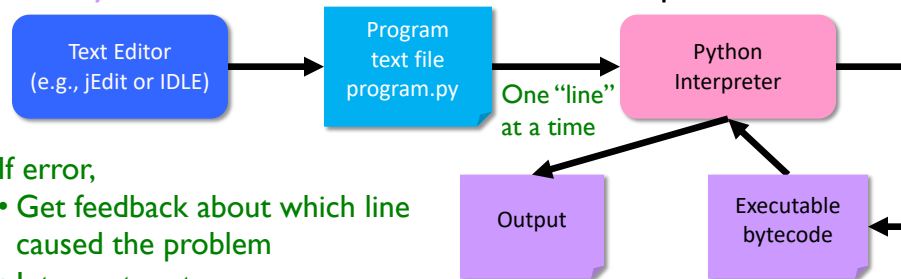 Text Editor
(e.g., jEdit or IDLE)
Program
text file
program.py
One “line”
at a time
Python
Interpreter
If error,
• Get feedback about which line
caused the problem
Output
Executable
bytecode